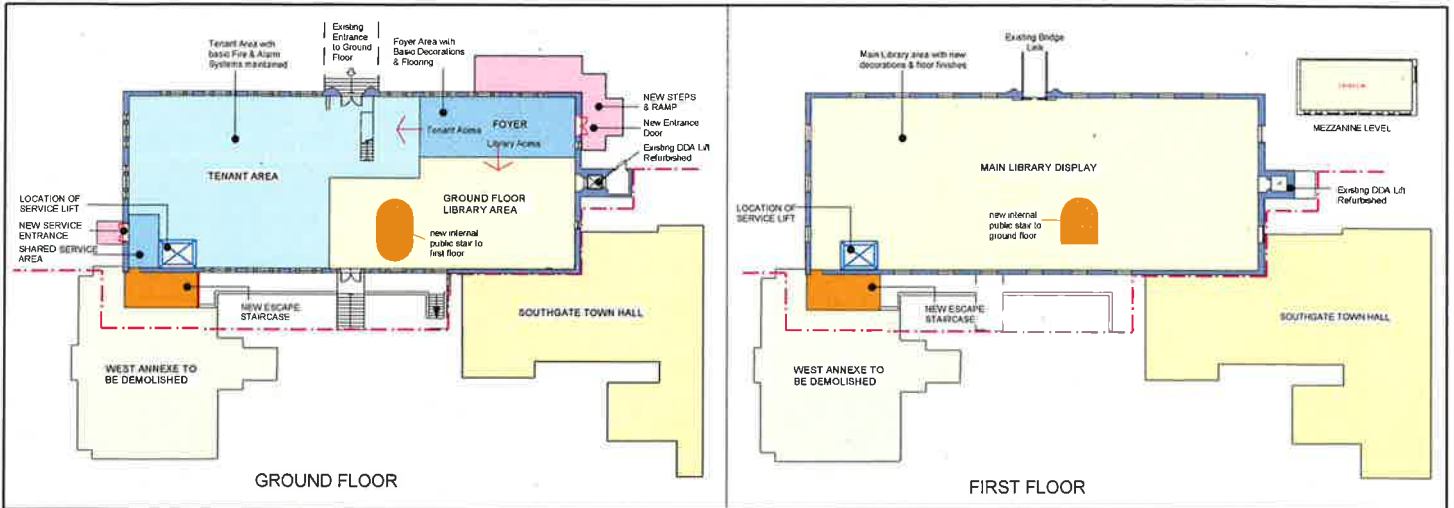 Existing
Entrance
to Ground
Floor
Tenant Area with
basic Fire & Alarm
Systems maintained
Foyer Area with
Basic Decorations
& Flooring
NEW STEPS
& RAMP
New Entrance
Door
Tenant Access
FOYER
Library Access
Existing DDA Lift
Refurbished
TENANT AREA
GROUND FLOOR
LIBRARY AREA
LOCATION OF
SERVICE LIFT
NEW SERVICE
ENTRANCE
SHARED SERVICE
AREA
new internal
public stair to
first floor
NEW ESCAPE
STAIRCASE
SOUTHGATE TOWN HALL
WEST ANNEXE TO
BE DEMOLISHED
GROUND FLOOR
Existing Bridge
Link
Main Library area with new
decorations & floor finishes
MEZZANINE LEVEL
MAIN LIBRARY DISPLAY
Existing DDA Lift
Refurbished
LOCATION OF
SERVICE LIFT
new internal
public stair to
ground floor
NEW ESCAPE
STAIRCASE
SOUTHGATE TOWN HALL
WEST ANNEXE TO
BE DEMOLISHED
FIRST FLOOR